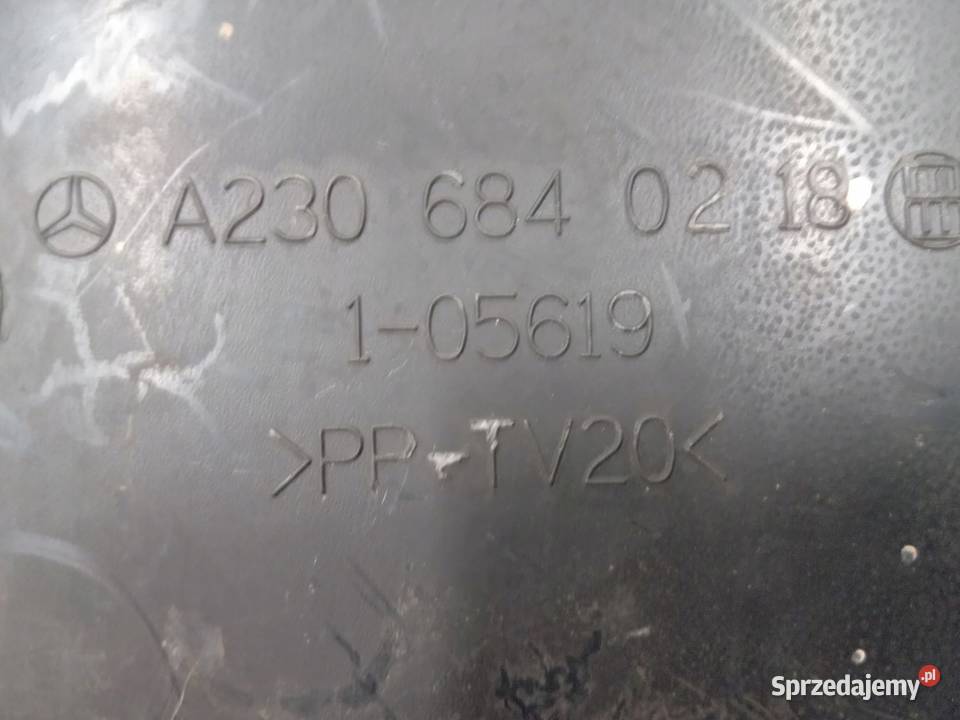 A230 684 02 18
1-05619
>PP-TV20<
Sprzedajemy.pl